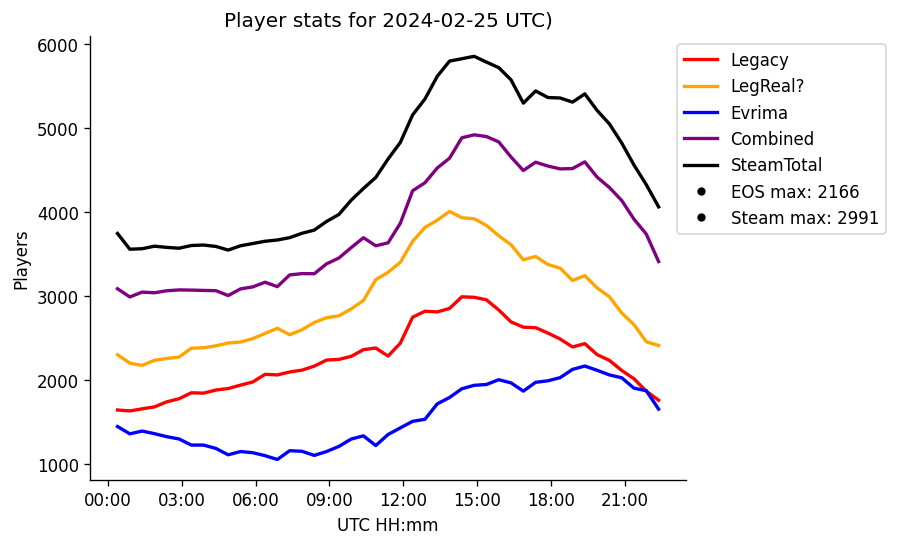 Player stats for 2024-02-25 UTC)
Players
6000
5000
4000
3000
2000
1000
00:00 03:00 06:00 09:00 12:00 15:00 18:00 21:00
UTC HH:mm
Legacy
LegReal?
Evrima
Combined
SteamTotal
EOS max: 2166
Steam max: 2991